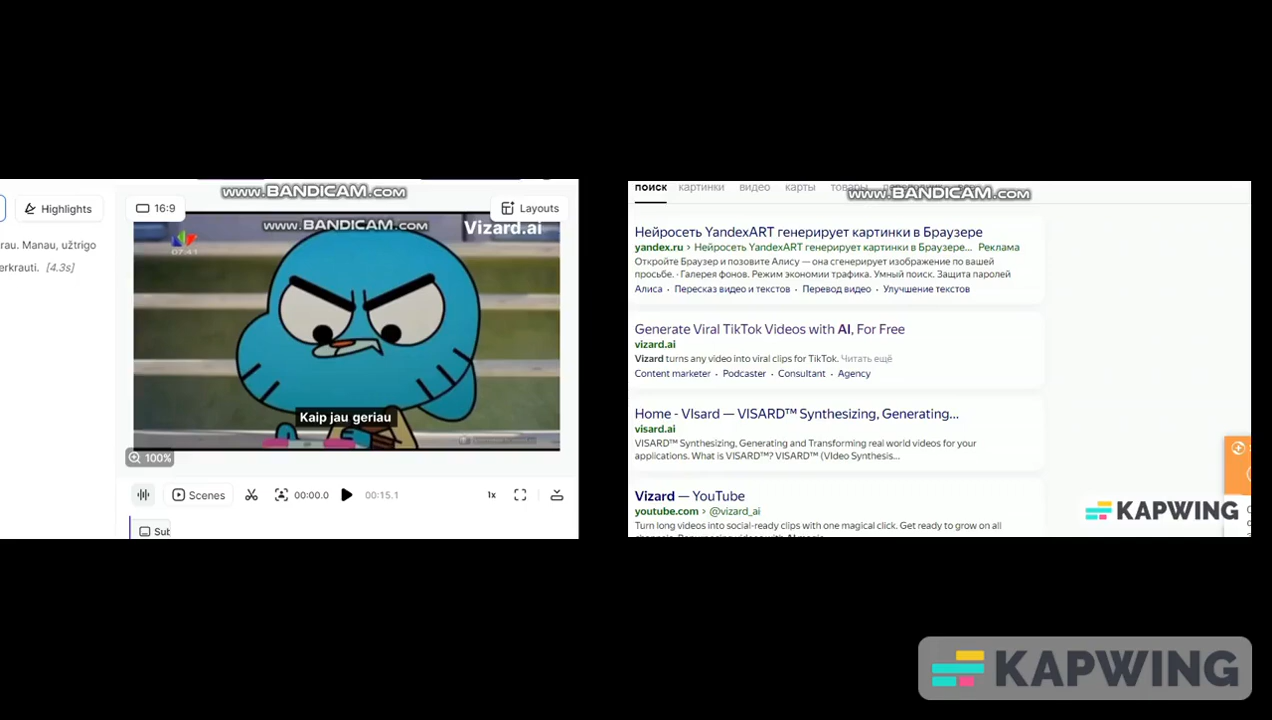 www.BANDICAM.com
Highlights
16:9
Layouts
www.BANDICAM.com
Vizard.ai
07:41
rau. Manau, užtrigo
erkrauti. [4.3s]
Kaip jau geriau
100%
Scenes
00:00.0
00:15.1
1x
Sut
поиск картинки видео карты товары
www.BANDICAM.com
Нейросеть YandexART генерирует картинки в Браузере
yandex.ru › Нейросеть YandexART генерирует картинки в Браузере... Реклама
Откройте Браузер и позовите Алису — она сгенерирует изображение по вашей
просьбе. · Галерея фонов. Режим экономии трафика. Умный поиск. Защита паролей
Алиса · Пересказ видео и текстов · Перевод видео · Улучшение текстов
Generate Viral TikTok Videos with AI, For Free
vizard.ai
Vizard turns any video into viral clips for TikTok. Читать ещё
Content marketer · Podcaster · Consultant · Agency
Home - VIsard — VISARD™ Synthesizing, Generating...
visard.ai
VISARD™ Synthesizing, Generating and Transforming real world videos for your
applications. What is VISARD™? VISARD™ (VIdeo Synthesis...
Vizard — YouTube
youtube.com › @vizard_ai
Turn long videos into social-ready clips with one magical click. Get ready to grow on all
KAPWING
KAPWING